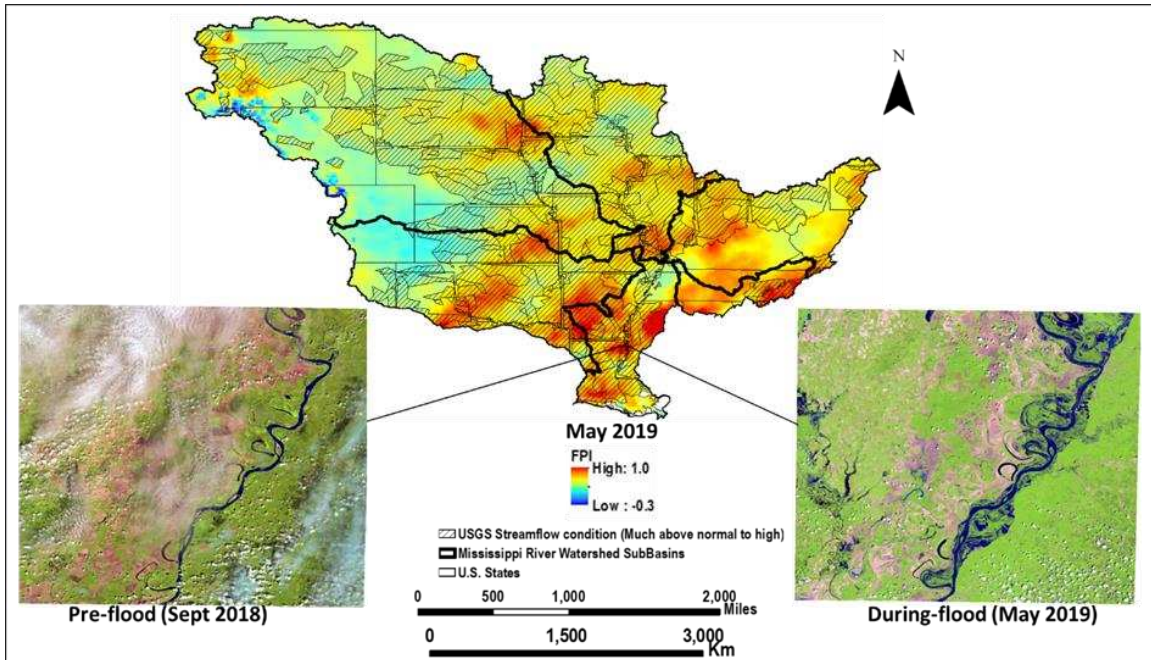 N
May 2019
FPI
High: 1.0
Low : -0.3
USGS Streamflow condition (Much above normal to high)
Mississippi River Watershed SubBasins
U.S. States
0 500 1,000 2,000
Miles
0 1,500 3,000
Km
Pre-flood (Sept 2018)
During-flood (May 2019)